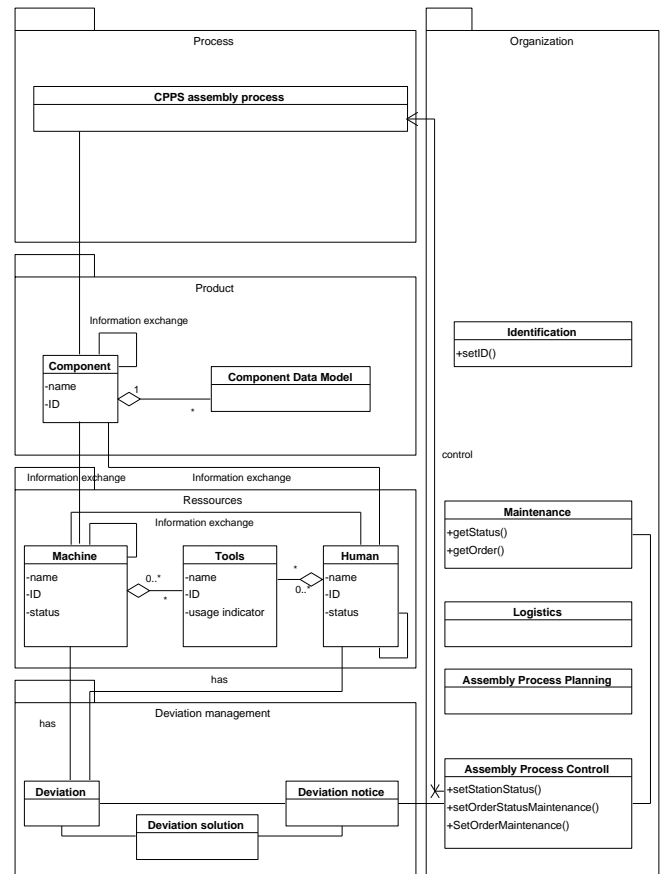 Process
Organization
CPPS assembly process
Product
Information exchange
Component
-name
-ID
1
*
Component Data Model
Identification
+setID()
control
Information exchange
Information exchange
Ressources
Information exchange
Machine
-name
-ID
-status
0..*
*
Tools
-name
-ID
-usage indicator
*
0..*
Human
-name
-ID
-status
Maintenance
+getStatus()
+getOrder()
Logistics
Assembly Process Planning
has
has
Deviation management
Deviation
Deviation solution
Deviation notice
Assembly Process Controll
+setStationStatus()
+setOrderStatusMaintenance()
+SetOrderMaintenance()